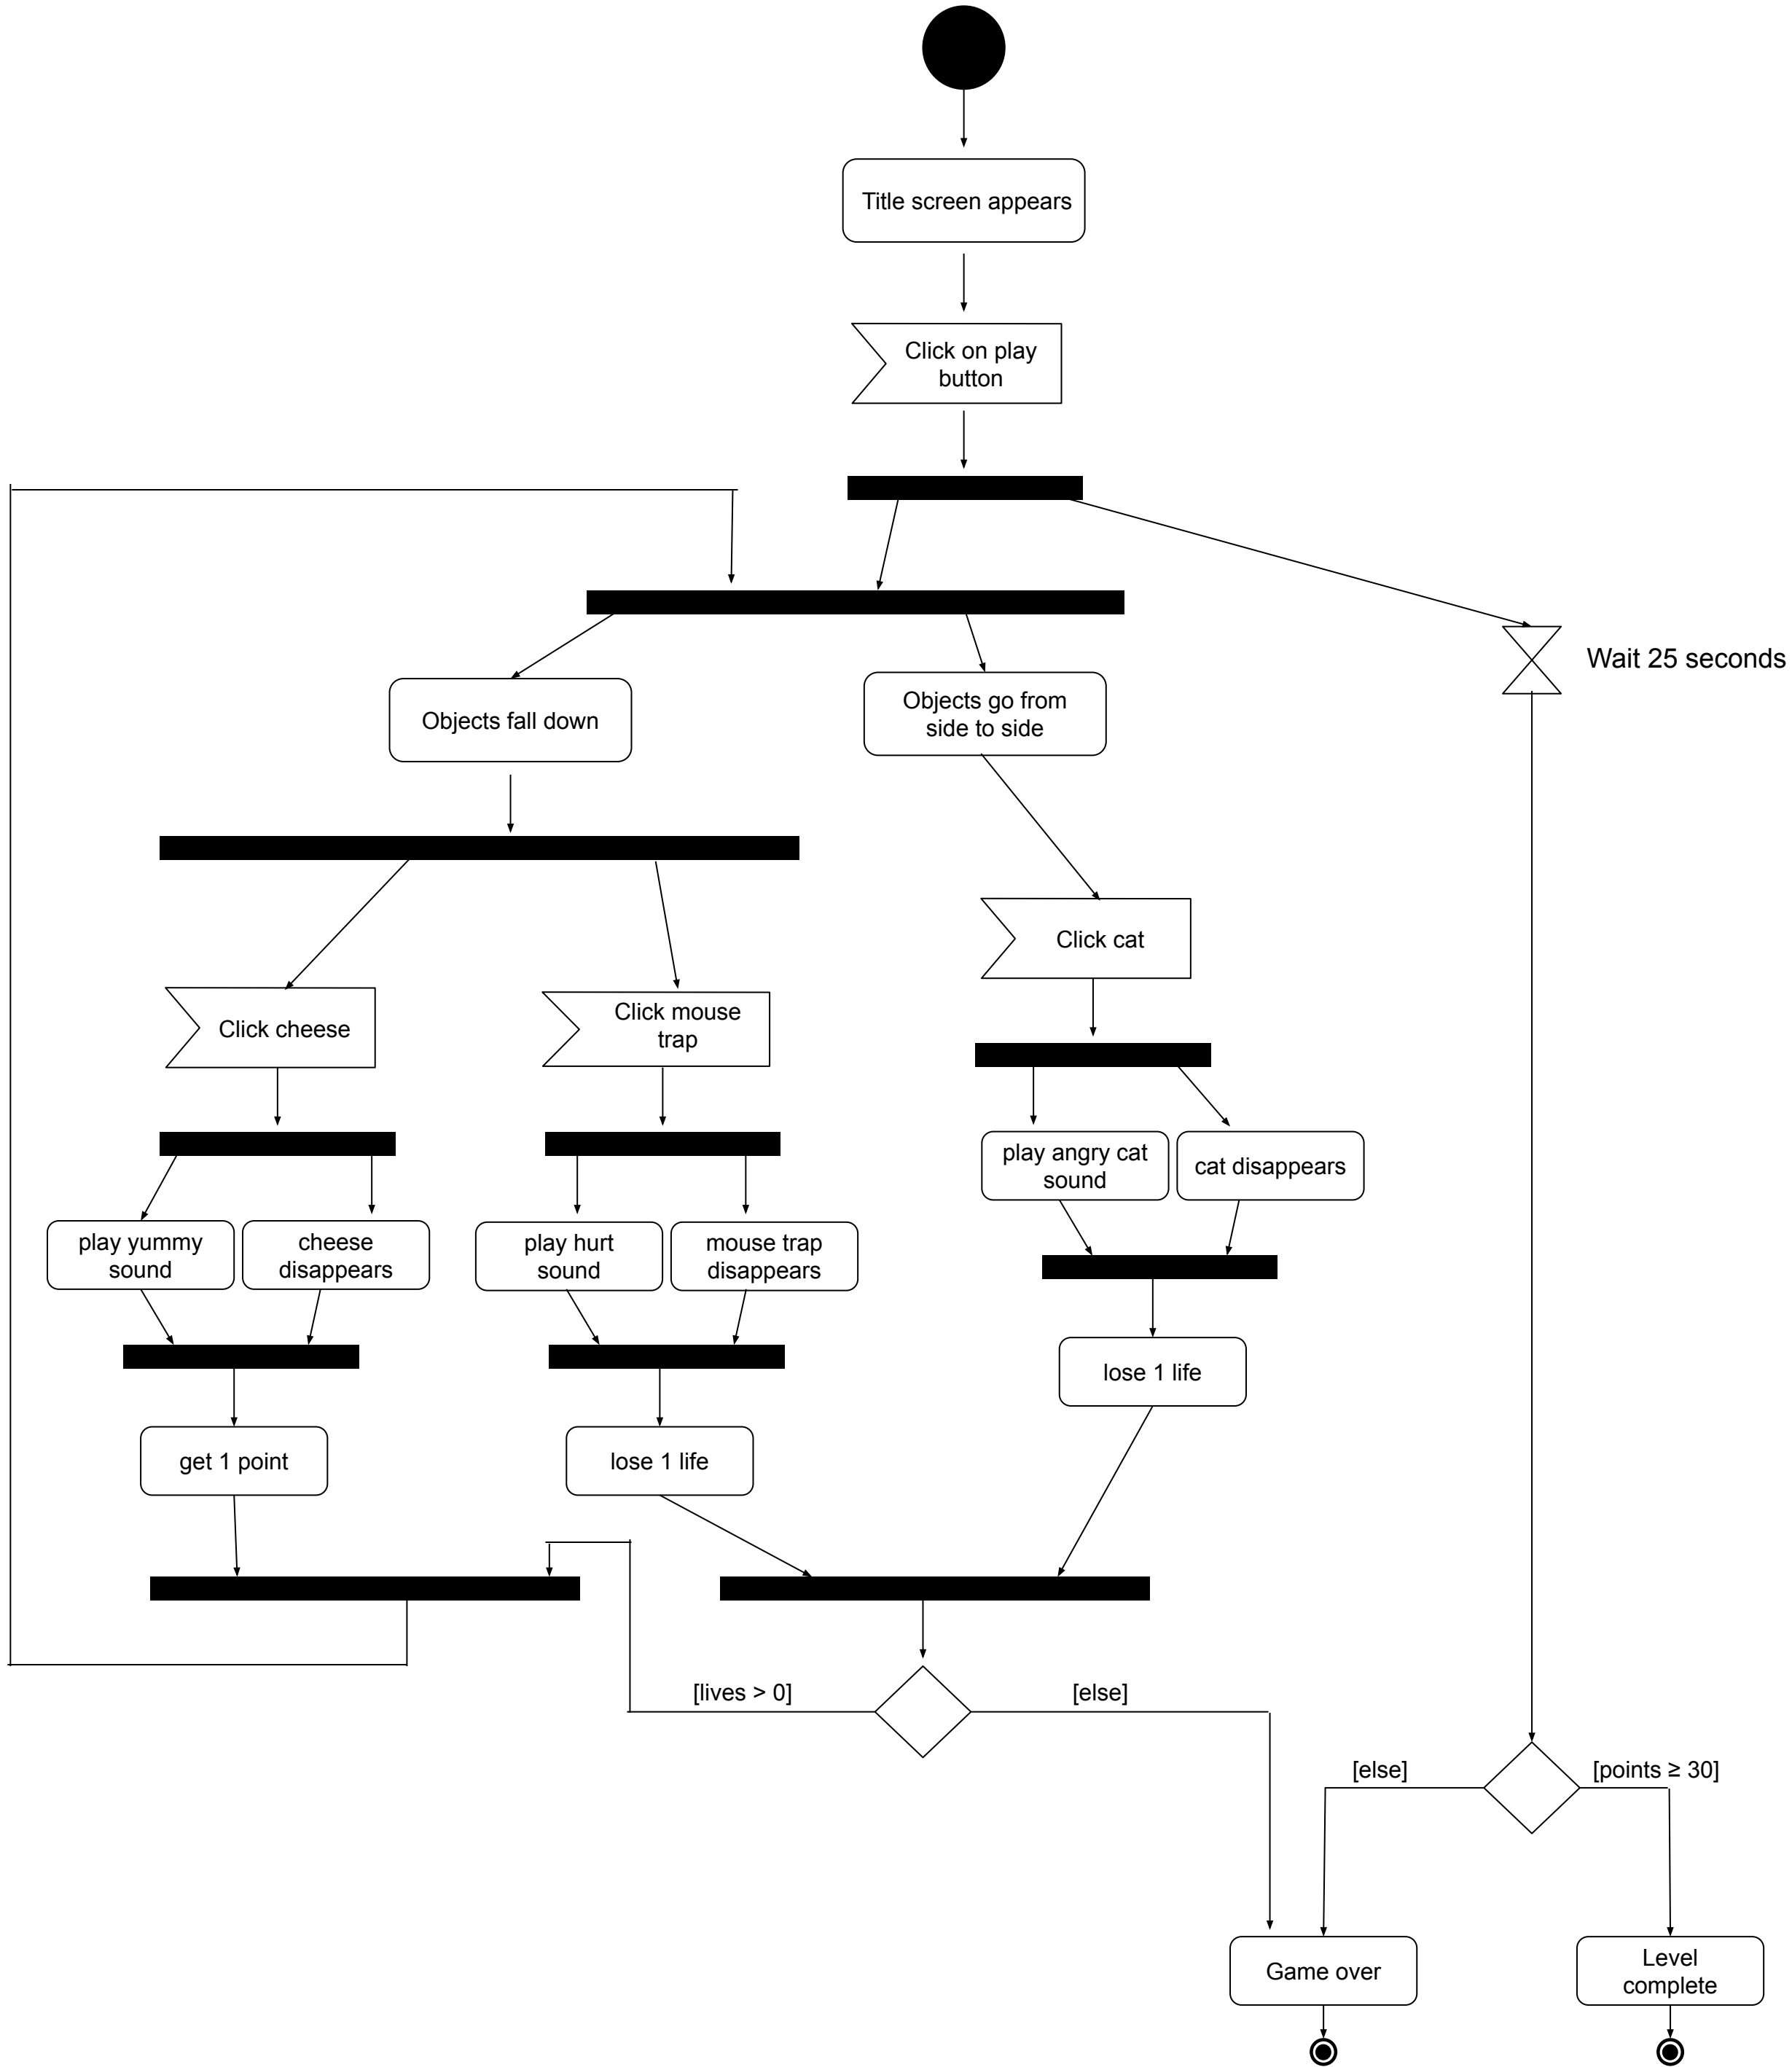 Title screen appears
Click on play
button
Wait 25 seconds
Objects fall down
Objects go from
side to side
Click cat
Click cheese
Click mouse
trap
play angry cat
sound
cat disappears
play yummy
sound
cheese
disappears
play hurt
sound
mouse trap
disappears
lose 1 life
get 1 point
lose 1 life
[lives > 0]
[else]
[else]
[points ≥ 30]
Game over
Level
complete